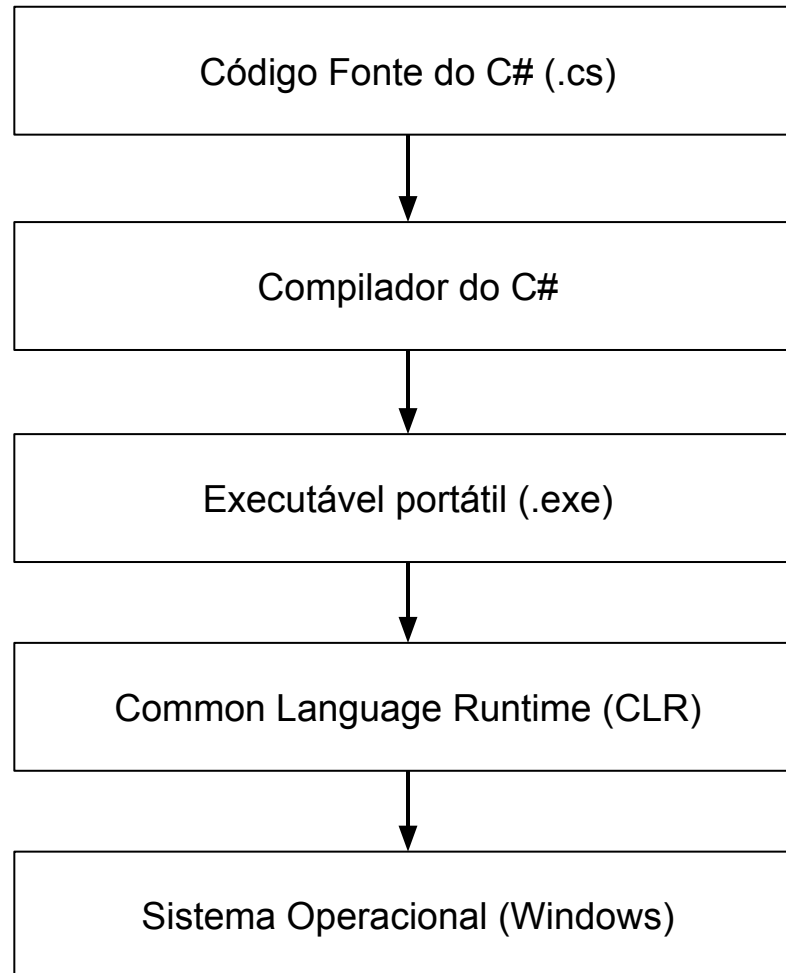 Código Fonte do C# (.cs)
Compilador do C#
Executável portátil (.exe)
Common Language Runtime (CLR)
Sistema Operacional (Windows)